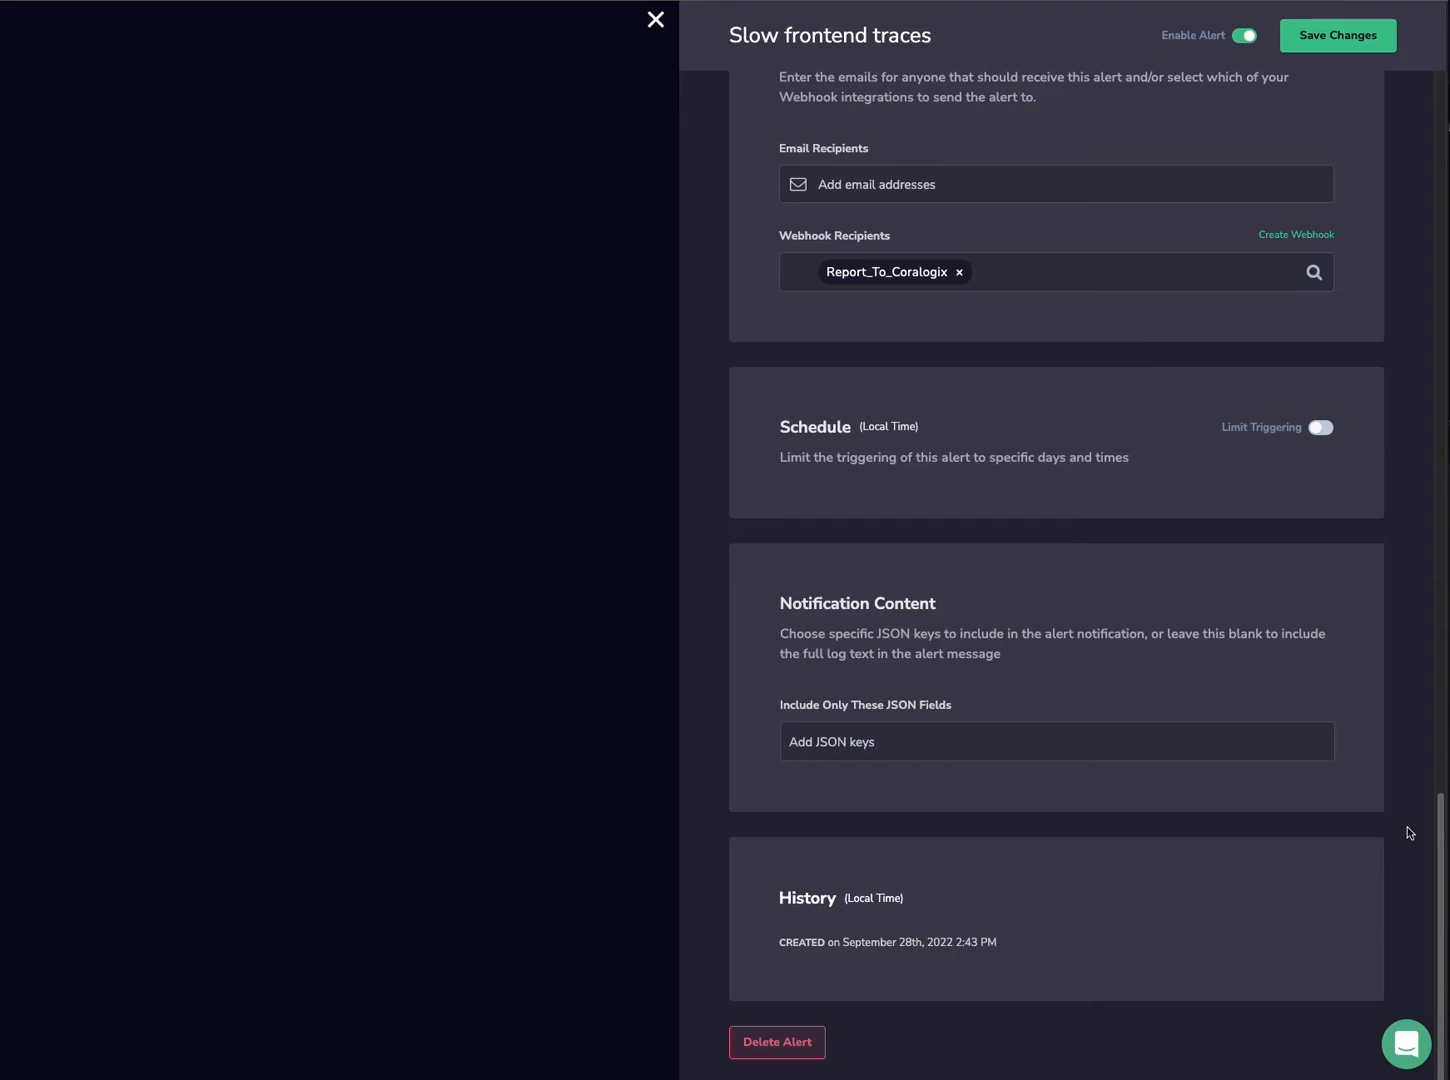 Slow frontend traces
Enable Alert
Save Changes
Enter the emails for anyone that should receive this alert and/or select which of your
Webhook integrations to send the alert to.
Email Recipients
Add email addresses
Webhook Recipients
Create Webhook
Report_To_Coralogix ×
Schedule (Local Time)
Limit Triggering
Limit the triggering of this alert to specific days and times
Notification Content
Choose specific JSON keys to include in the alert notification, or leave this blank to include
the full log text in the alert message
Include Only These JSON Fields
Add JSON keys
History (Local Time)
CREATED on September 28th, 2022 2:43 PM
Delete Alert